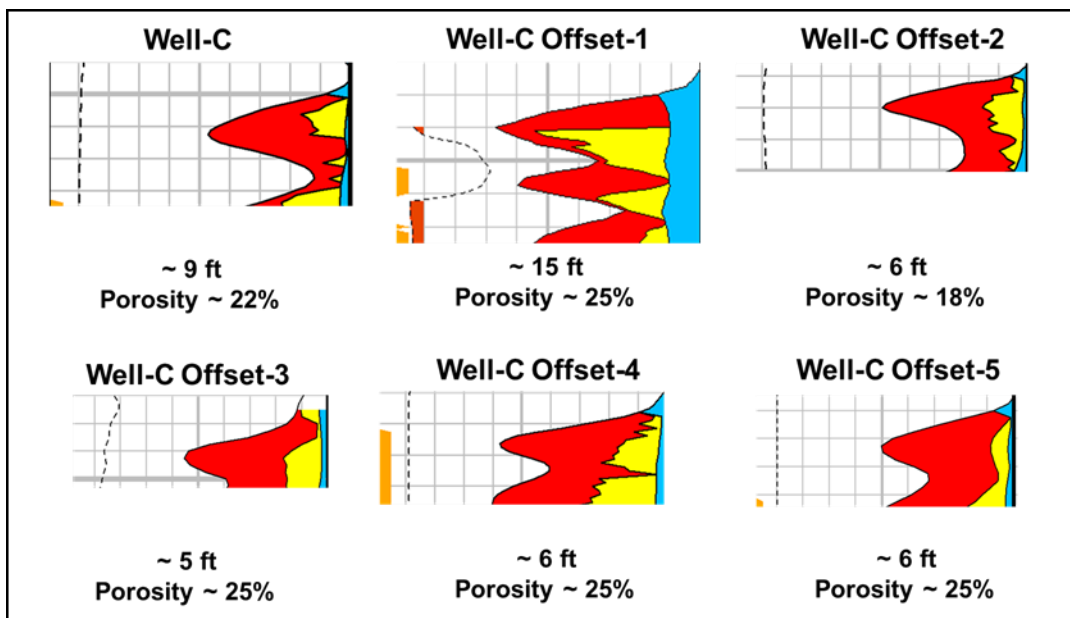 Well-C
Well-C Offset-1
Well-C Offset-2
~ 9 ft
Porosity ~ 22%
~ 15 ft
Porosity ~ 25%
~ 6 ft
Porosity ~ 18%
Well-C Offset-3
Well-C Offset-4
Well-C Offset-5
~ 5 ft
Porosity ~ 25%
~ 6 ft
Porosity ~ 25%
~ 6 ft
Porosity ~ 25%